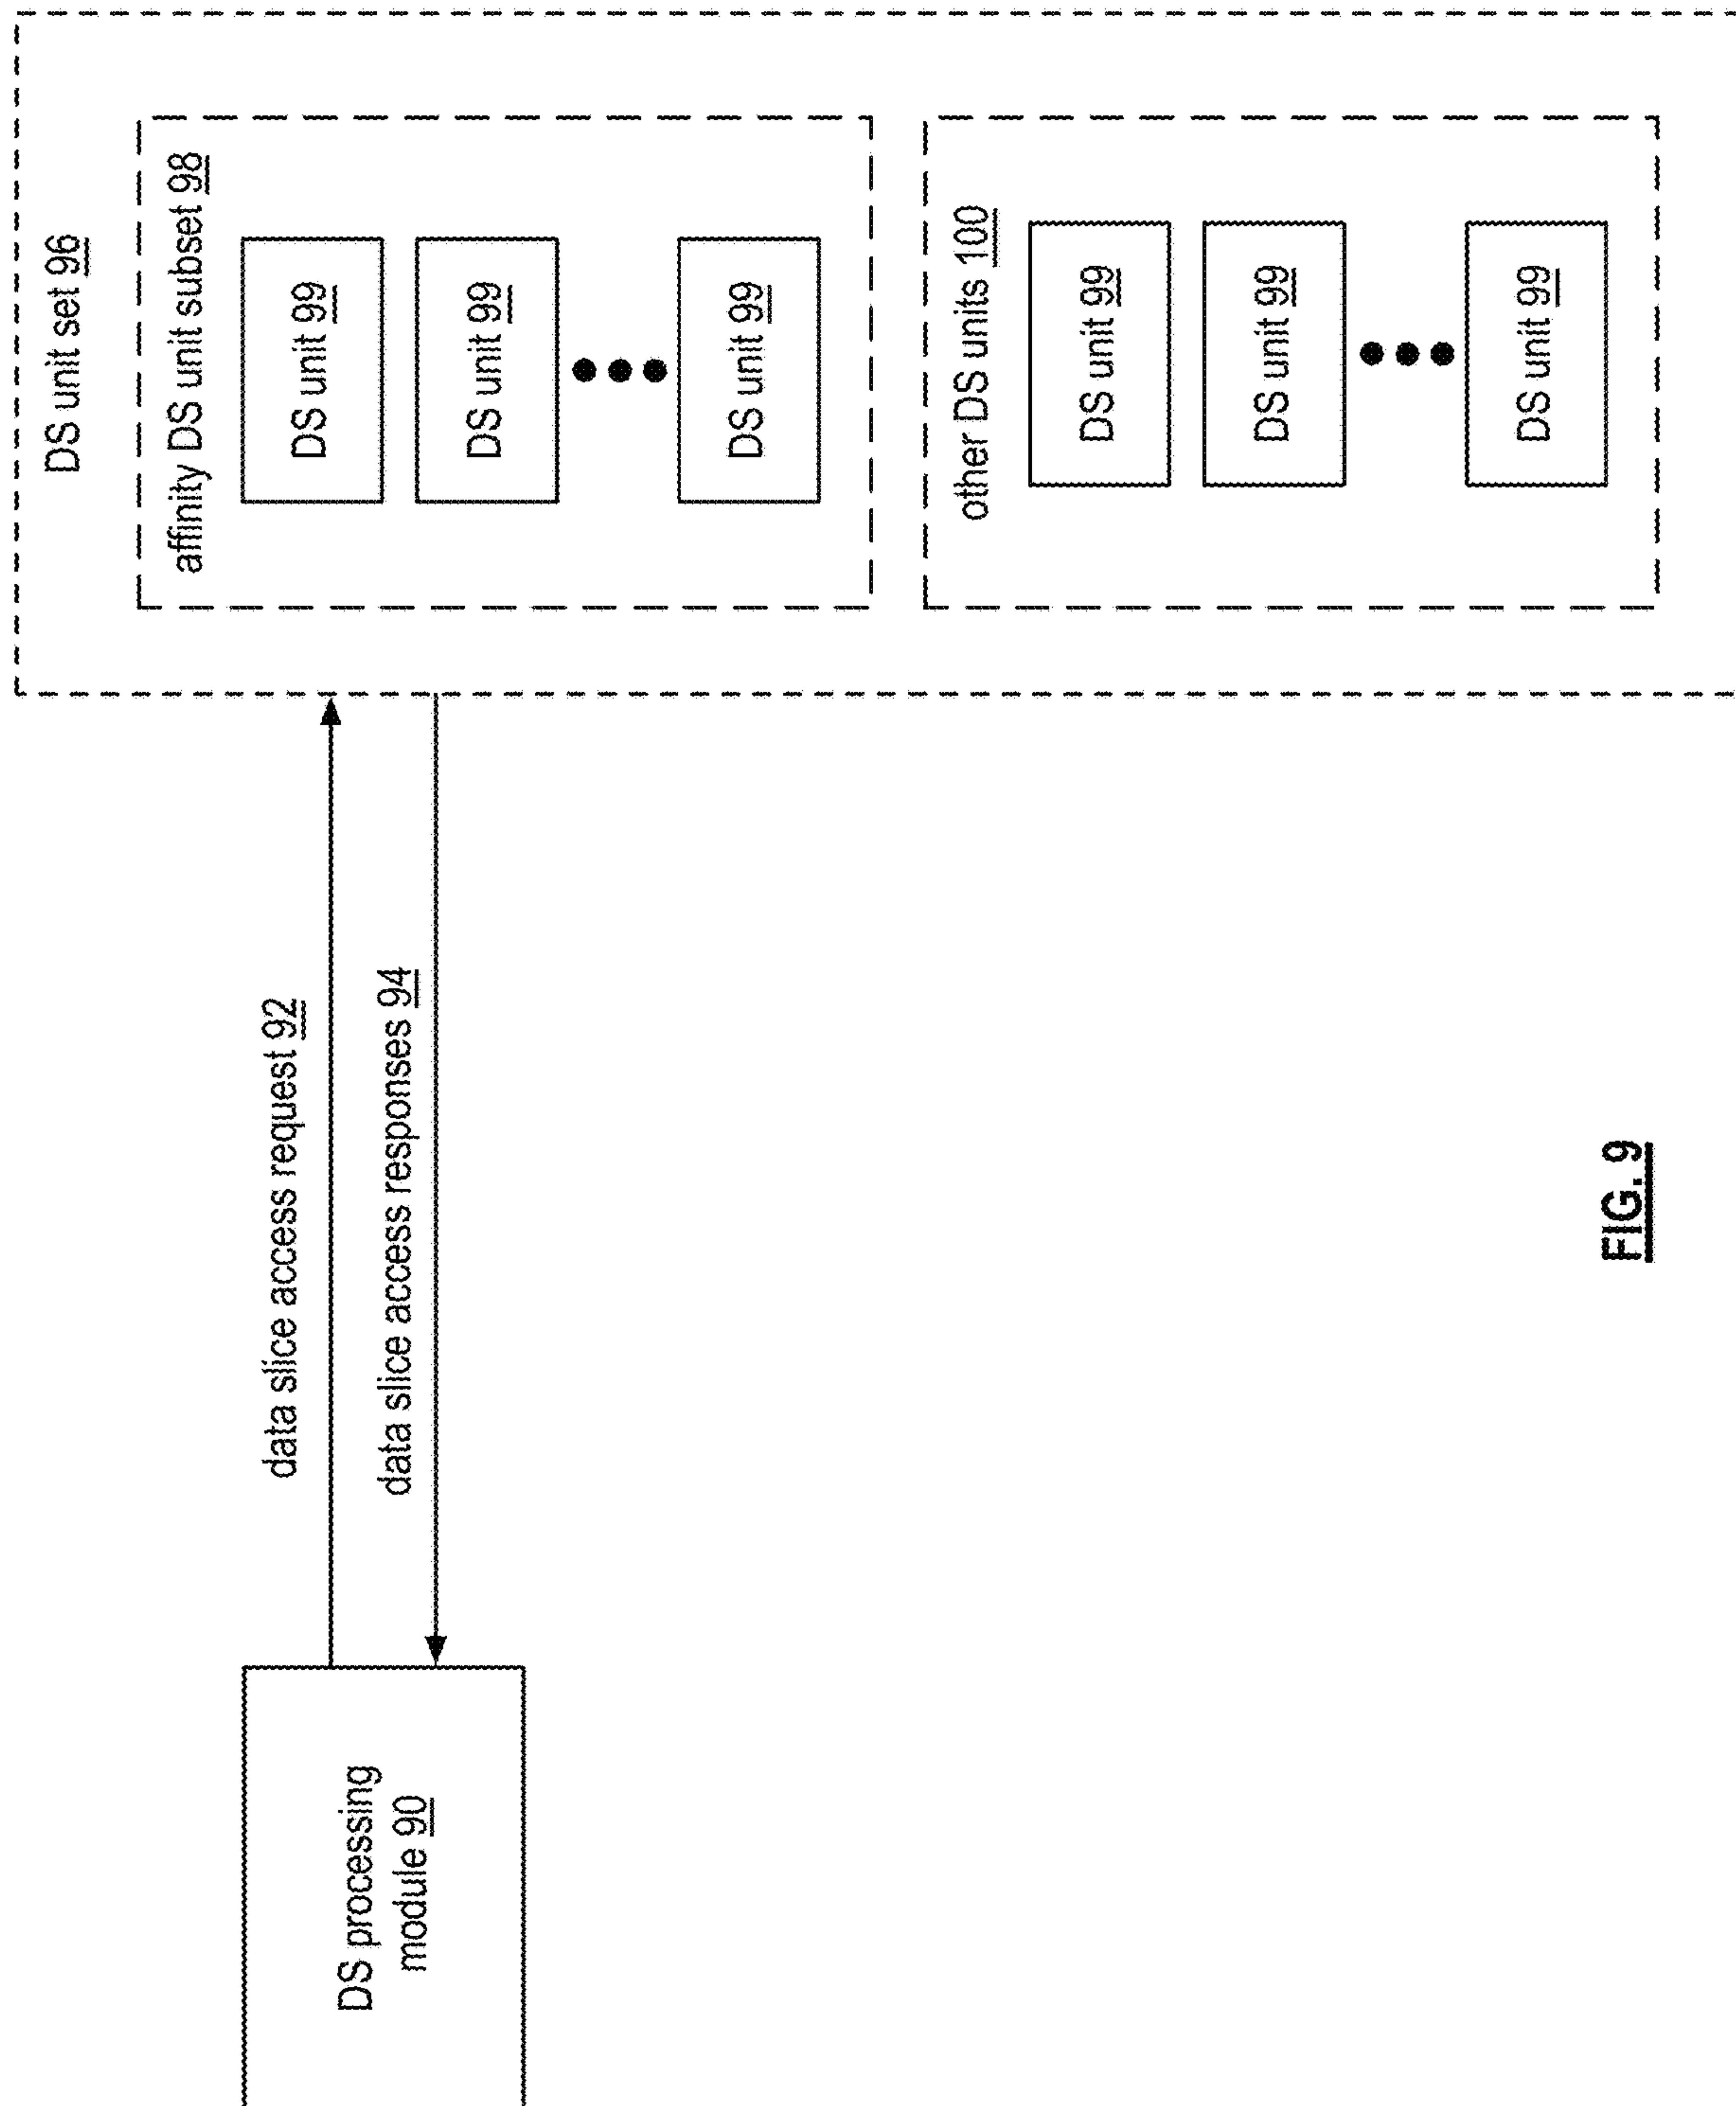 DS processing
module 90
data slice access request 92
data slice access responses 94
DS unit set 96
affinity DS unit subset 98
DS unit 99
DS unit 99
DS unit 99
other DS units 100
DS unit 99
DS unit 99
DS unit 99
FIG. 9